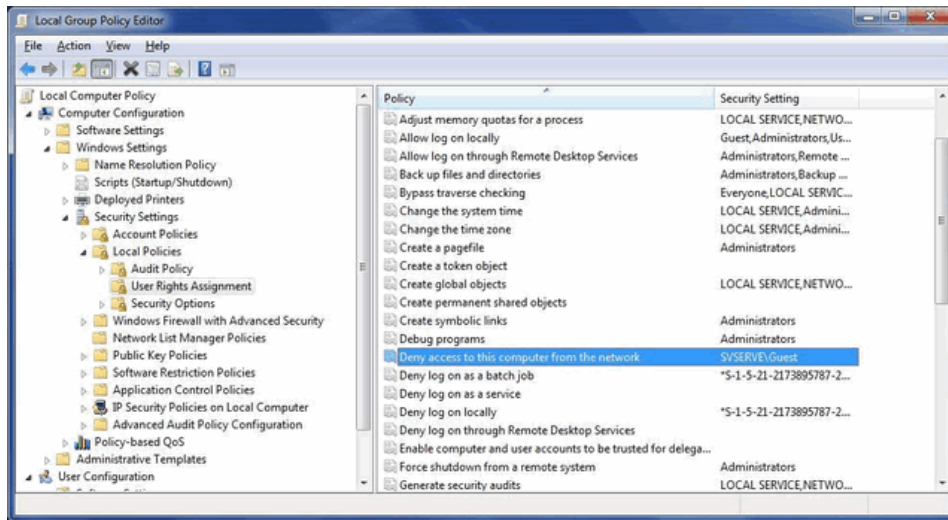 Local Group Policy Editor
File Action View Help
Local Computer Policy
Computer Configuration
Software Settings
Windows Settings
Name Resolution Policy
Scripts (Startup/Shutdown)
Deployed Printers
Security Settings
Account Policies
Local Policies
Audit Policy
User Rights Assignment
Security Options
Windows Firewall with Advanced Security
Network List Manager Policies
Public Key Policies
Software Restriction Policies
Application Control Policies
IP Security Policies on Local Computer
Advanced Audit Policy Configuration
Policy-based QoS
Administrative Templates
User Configuration
Policy Security Setting
Adjust memory quotas for a process LOCAL SERVICE,NETWO...
Allow log on locally Guest,Administrators,Us...
Allow log on through Remote Desktop Services Administrators,Remote ...
Back up files and directories Administrators,Backup ...
Bypass traverse checking Everyone,LOCAL SERVIC...
Change the system time LOCAL SERVICE,Admini...
Change the time zone LOCAL SERVICE,Admini...
Create a pagefile Administrators
Create a token object
Create global objects LOCAL SERVICE,NETWO...
Create permanent shared objects
Create symbolic links Administrators
Debug programs Administrators
Deny access to this computer from the network SVSERVE\Guest
Deny log on as a batch job *S-1-5-21-2173895787-2...
Deny log on as a service
Deny log on locally *S-1-5-21-2173895787-2...
Deny log on through Remote Desktop Services
Enable computer and user accounts to be trusted for delega...
Force shutdown from a remote system Administrators
Generate security audits LOCAL SERVICE,NETWO...